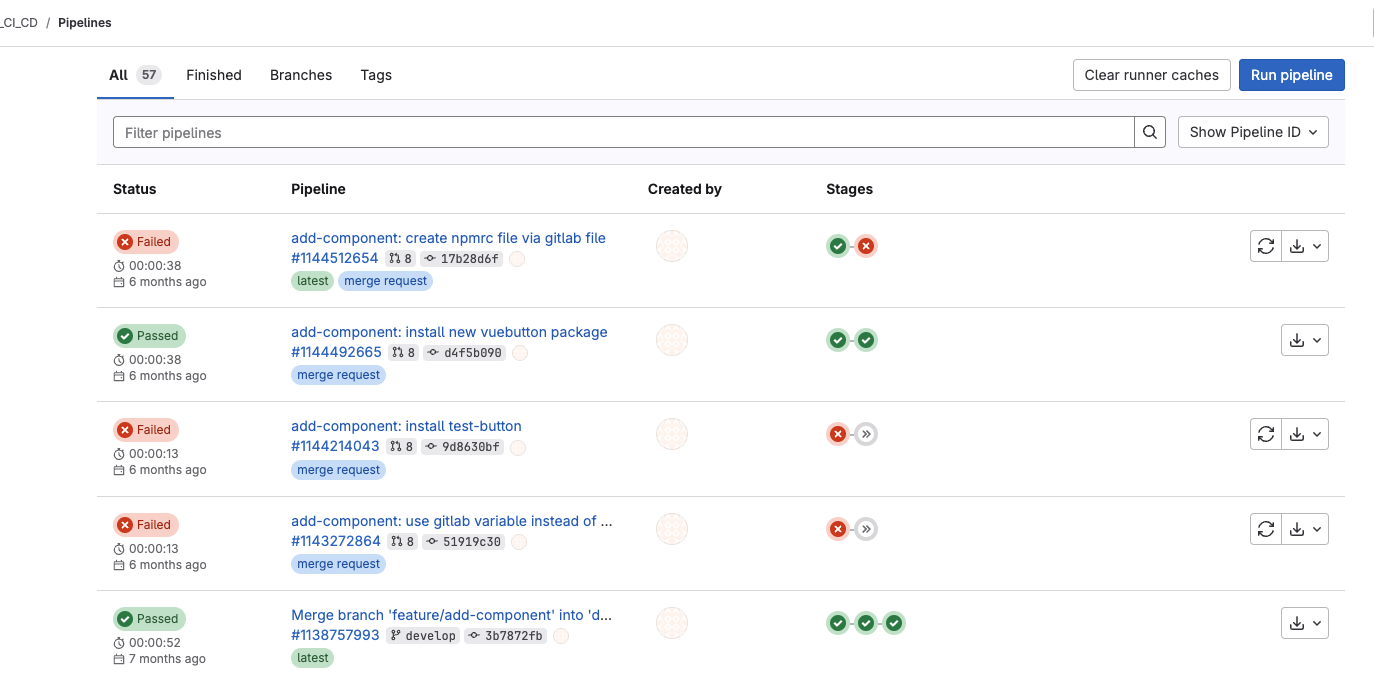 _CI_CD / Pipelines
All 57 Finished Branches Tags Clear runner caches Run pipeline
Filter pipelines Show Pipeline ID
Status Pipeline Created by Stages
Failed
00:00:38
6 months ago
add-component: create npmrc file via gitlab file
#1144512654 8 17b28d6f
latest merge request
Passed
00:00:38
6 months ago
add-component: install new vuebutton package
#1144492665 8 d4f5b090
merge request
Failed
00:00:13
6 months ago
add-component: install test-button
#1144214043 8 9d8630bf
merge request
Failed
00:00:13
6 months ago
add-component: use gitlab variable instead of ...
#1143272864 8 51919c30
merge request
Passed
00:00:52
7 months ago
Merge branch 'feature/add-component' into 'd...
#1138757993 develop 3b7872fb
latest